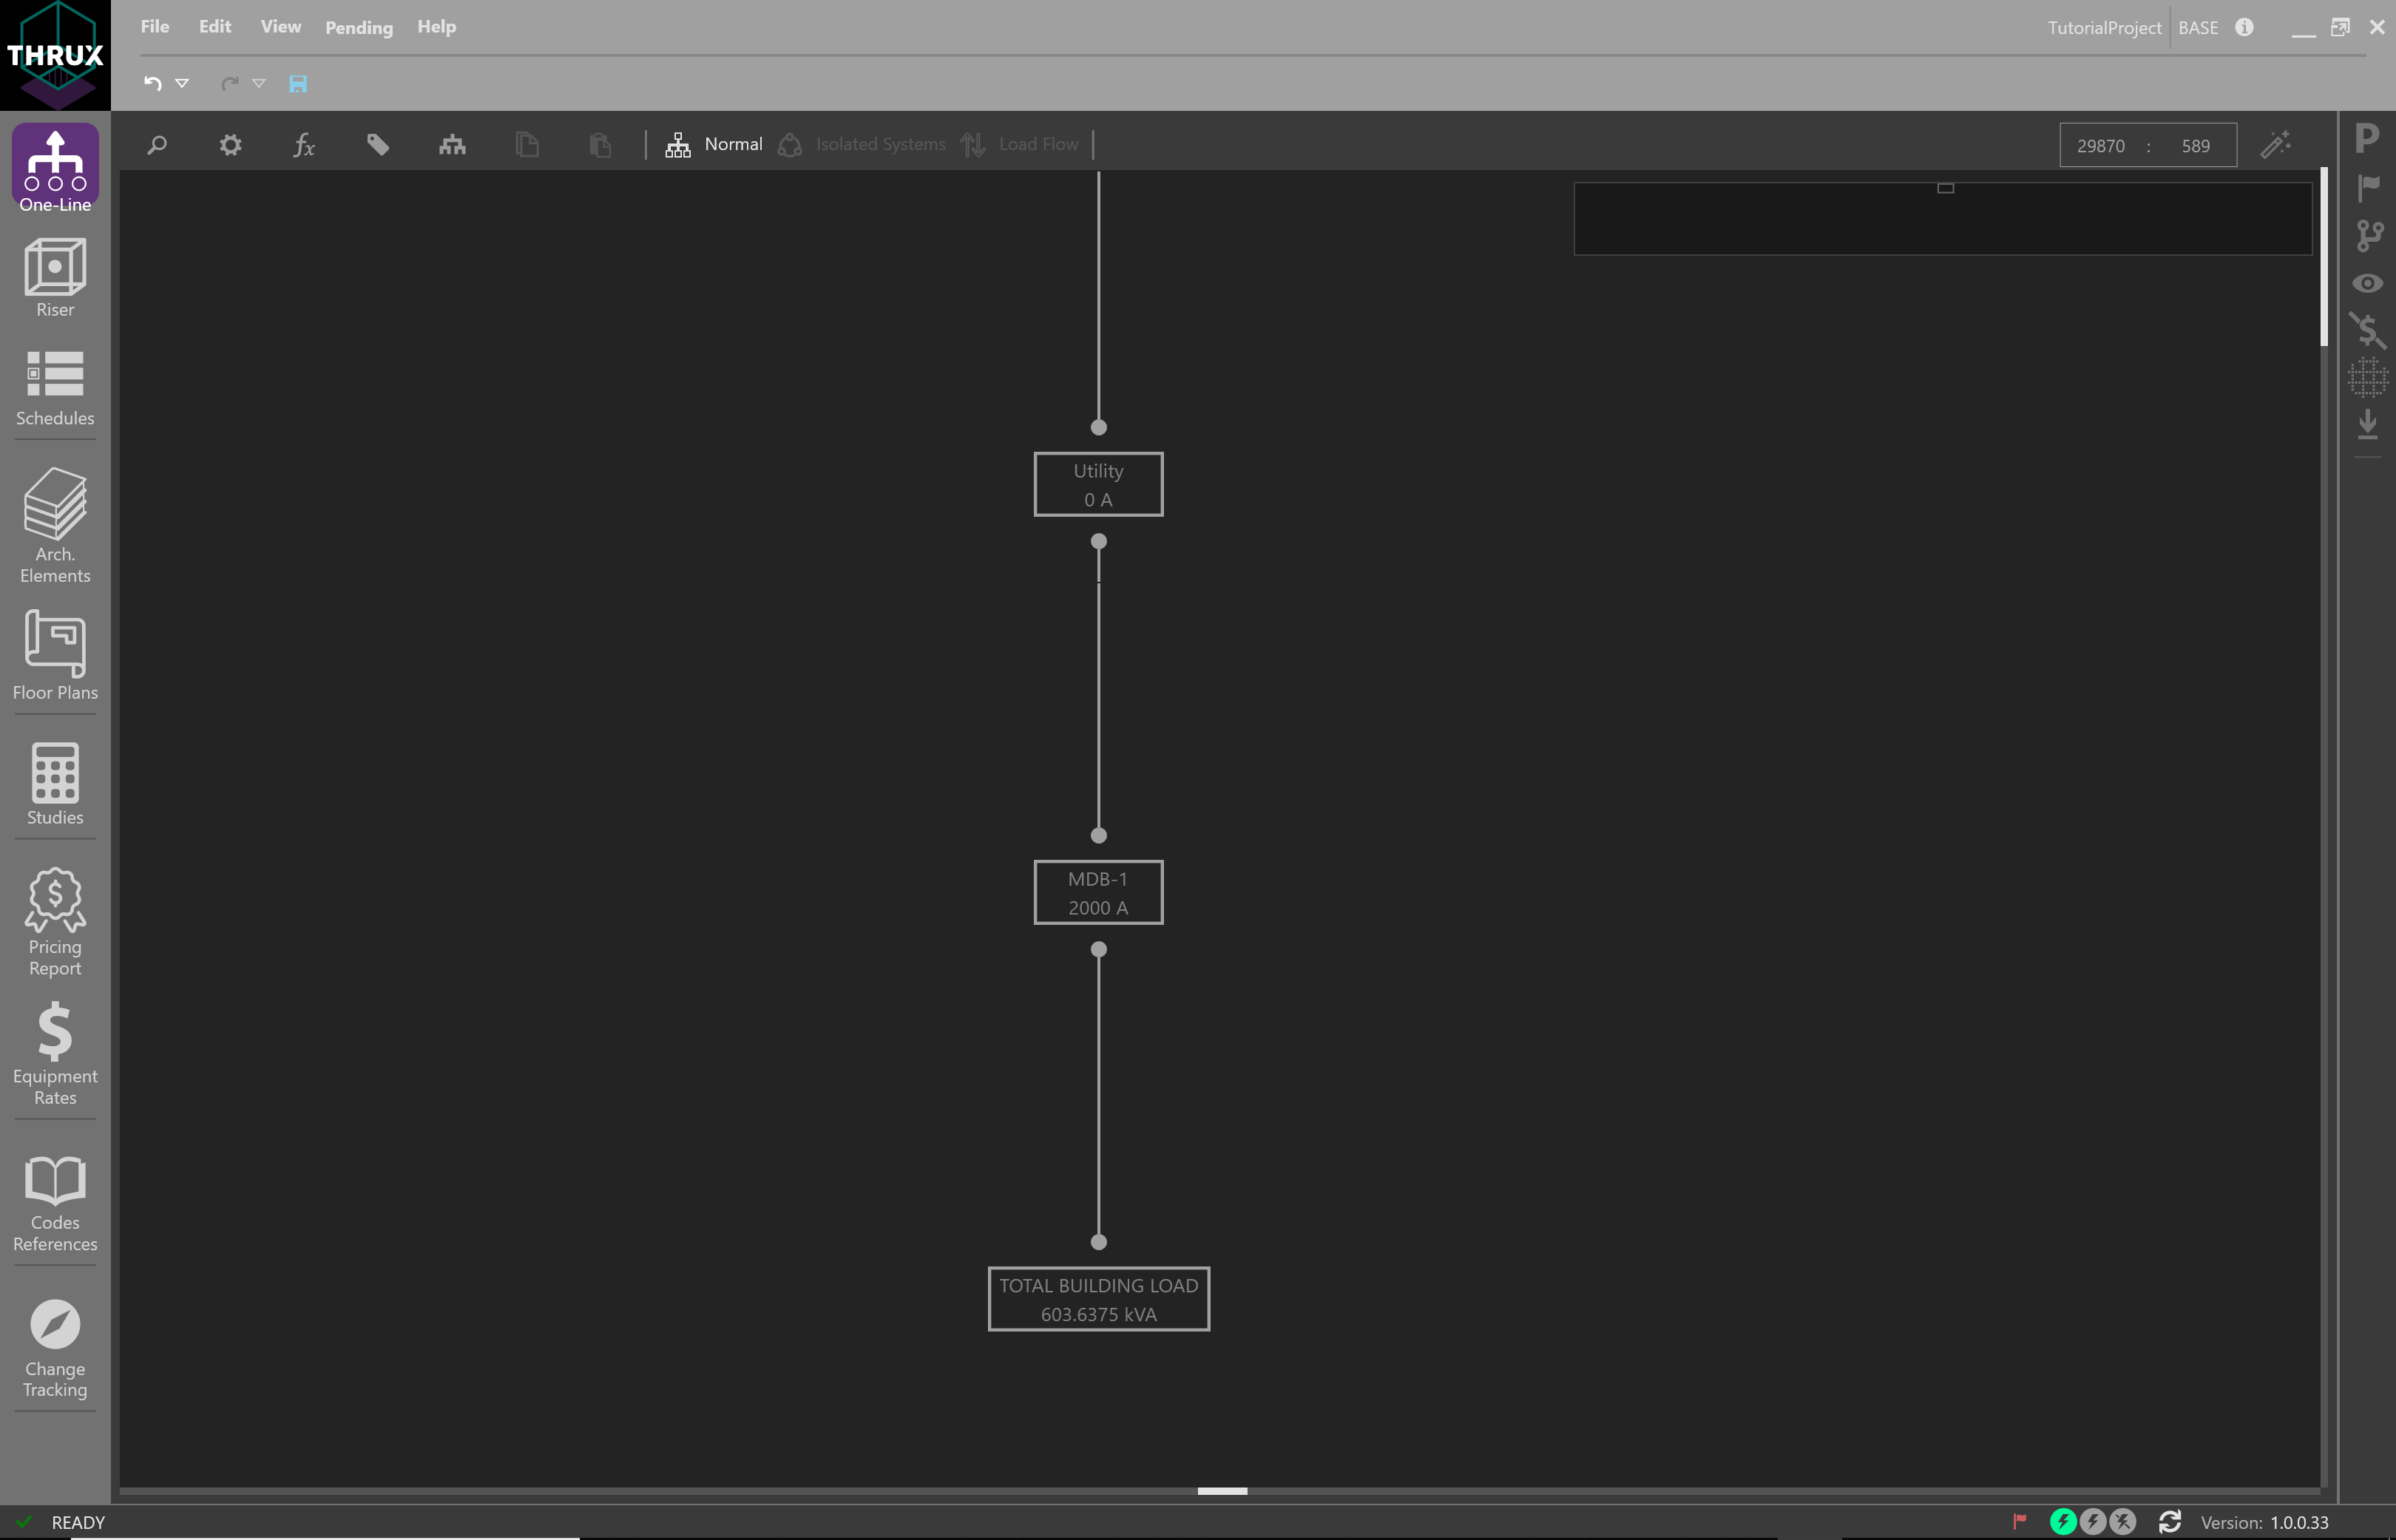 THRUX
File Edit View Pending Help
TutorialProject BASE
Normal Isolated Systems Load Flow
29870 : 589
P
One-Line
Riser
Schedules
Arch.
Elements
Floor Plans
Studies
Pricing
Report
Equipment
Rates
Codes
References
Change
Tracking
Utility
0 A
MDB-1
2000 A
TOTAL BUILDING LOAD
603.6375 kVA
READY
Version: 1.0.0.33